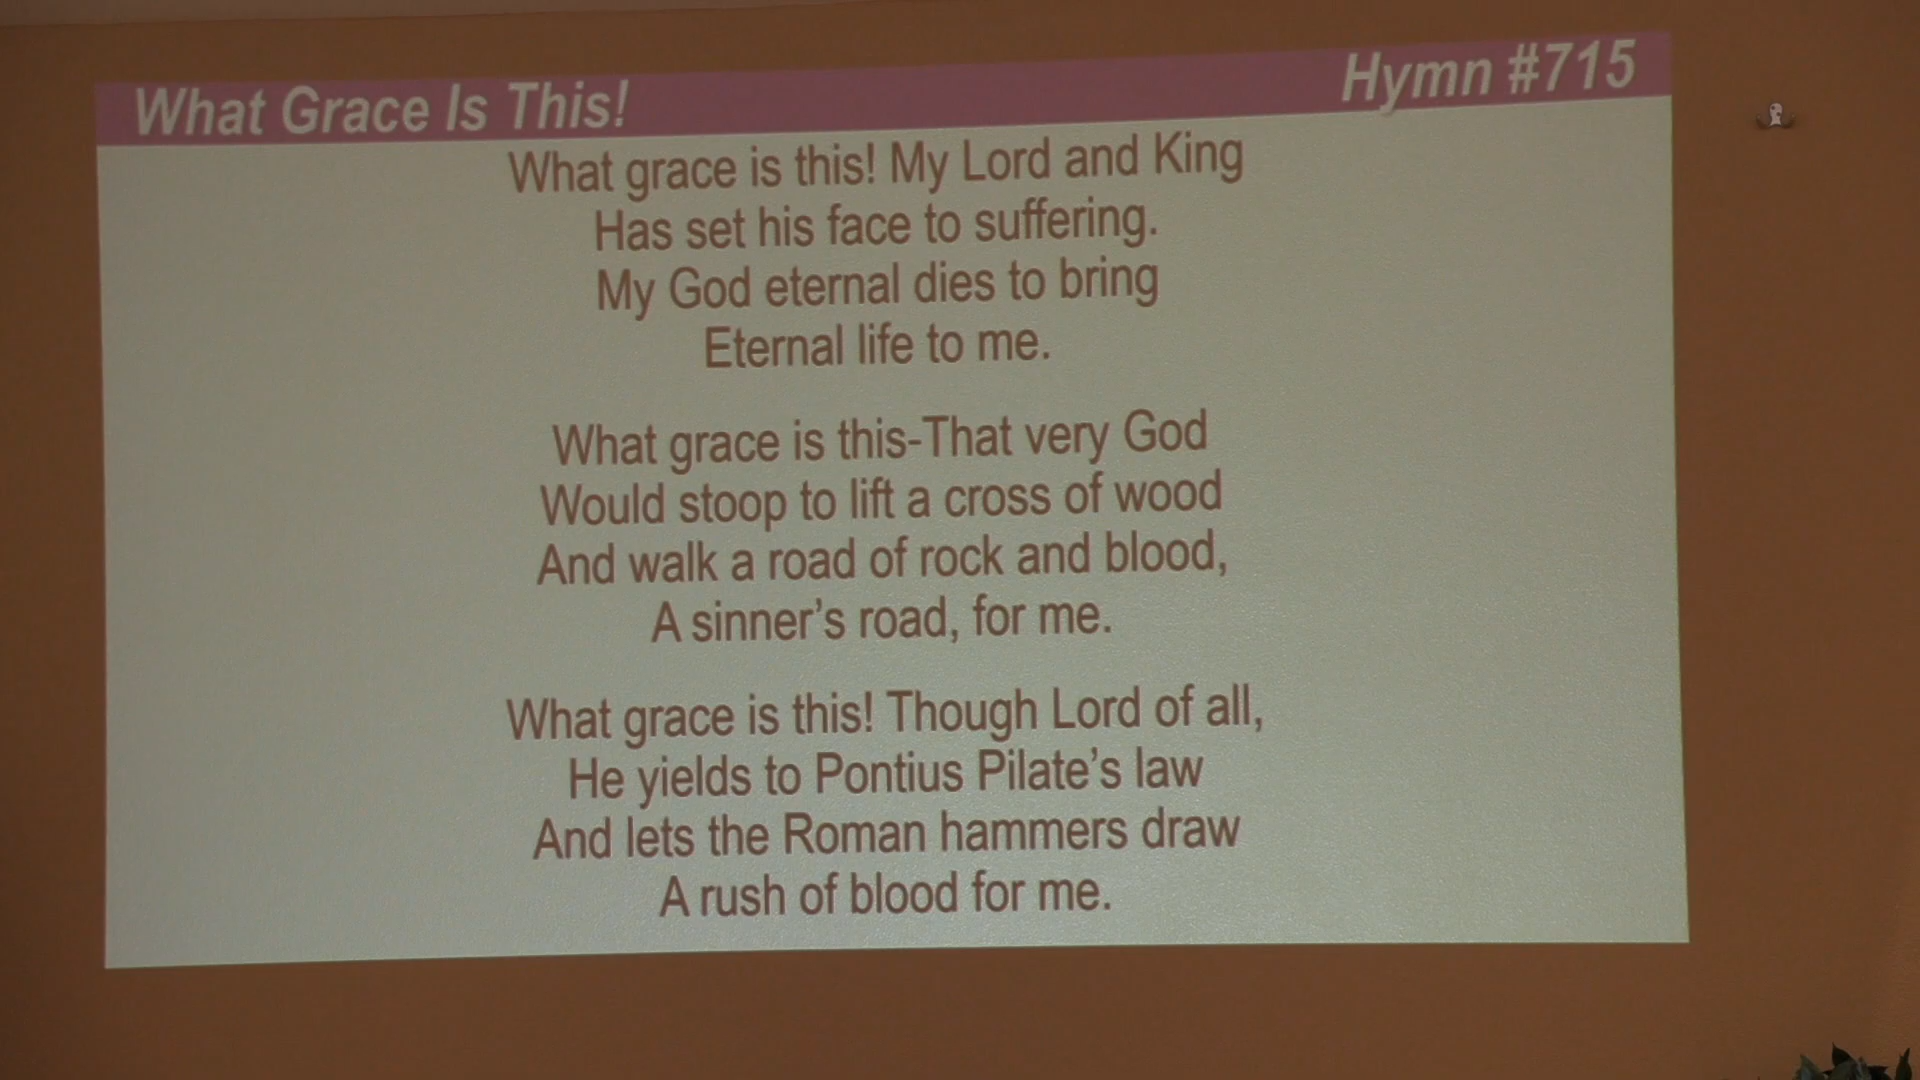 What Grace Is This!
Hymn #715
What grace is this! My Lord and King
Has set his face to suffering.
My God eternal dies to bring
Eternal life to me.
What grace is this-That very God
Would stoop to lift a cross of wood
And walk a road of rock and blood,
A sinner’s road, for me.
What grace is this! Though Lord of all,
He yields to Pontius Pilate’s law
And lets the Roman hammers draw
A rush of blood for me.